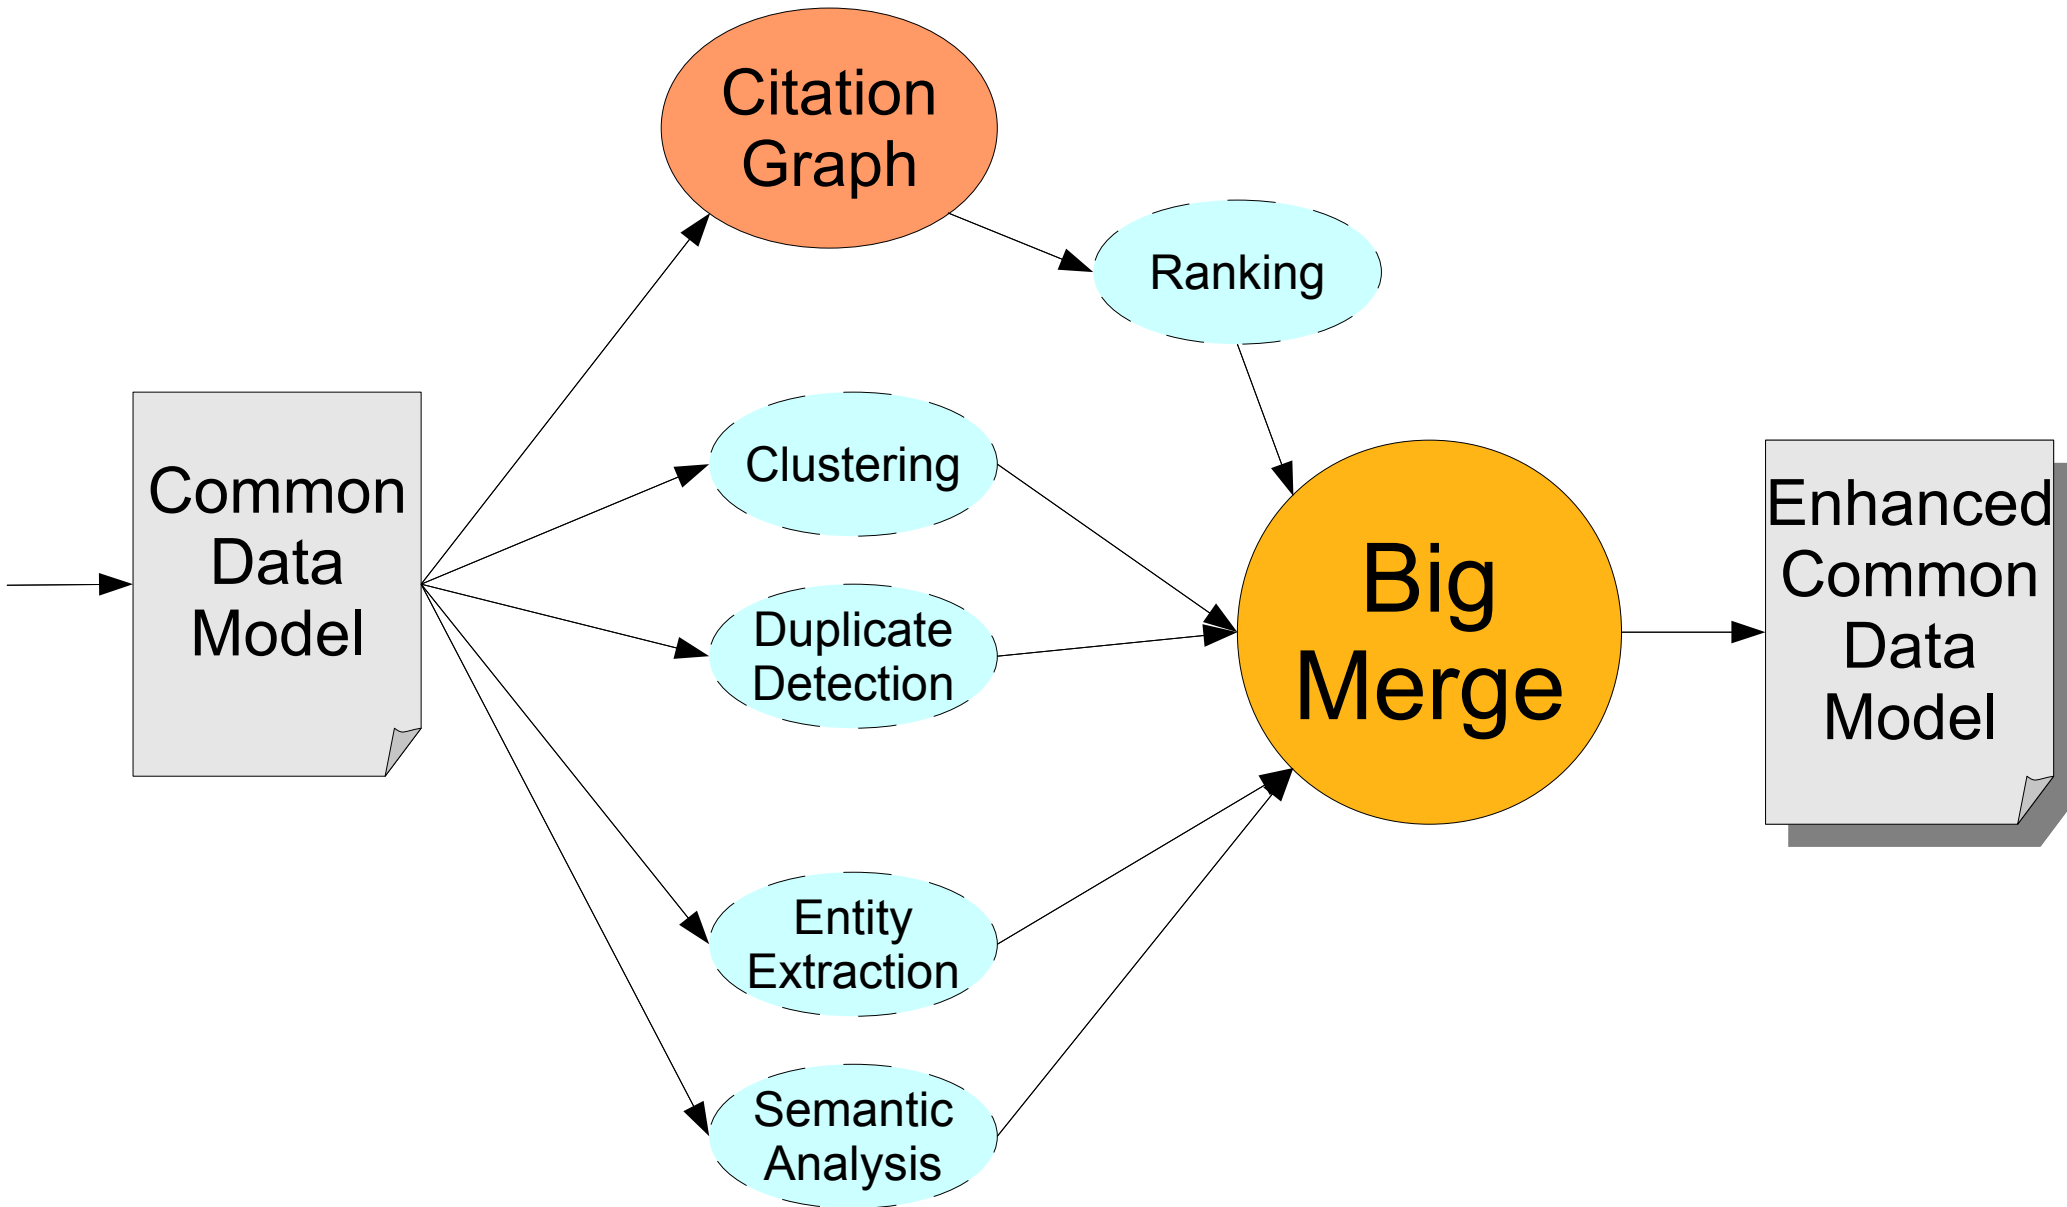 Citation
Graph
Ranking
Common
Data
Model
Clustering
Duplicate
Detection
Entity
Extraction
Semantic
Analysis
Big
Merge
Enhanced
Common
Data
Model